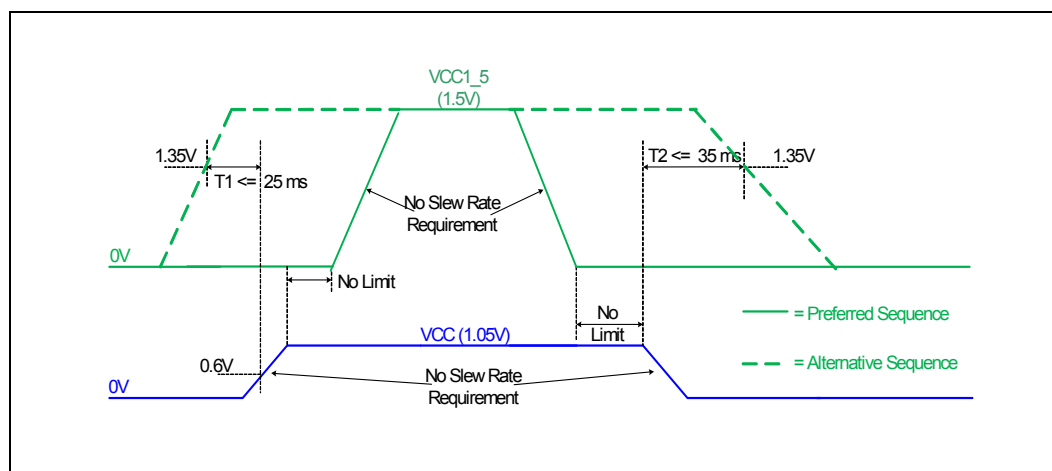 VCC1_5
(1.5V)
1.35V
T1 <= 25 ms
T2 <= 35 ms
1.35V
No Slew Rate
Requirement
0V
No Limit
No
Limit
= Preferred Sequence
VCC (1.05V)
0.6V
No Slew Rate
Requirement
= Alternative Sequence
0V